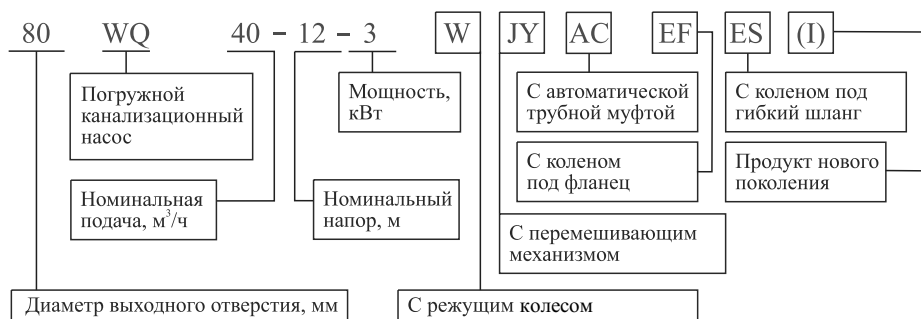 80 WQ 40 – 12 – 3 W JY AC EF ES (I)
Погружной
канализационный
насос
Мощность,
кВт
С автоматической
трубной муфтой
С коленом под
гибкий шланг
С коленом
под фланец
Продукт нового
поколения
Номинальная
подача, м³/ч
Номинальный
напор, м
С перемешивающим
механизмом
Диаметр выходного отверстия, мм
С режущим колесом